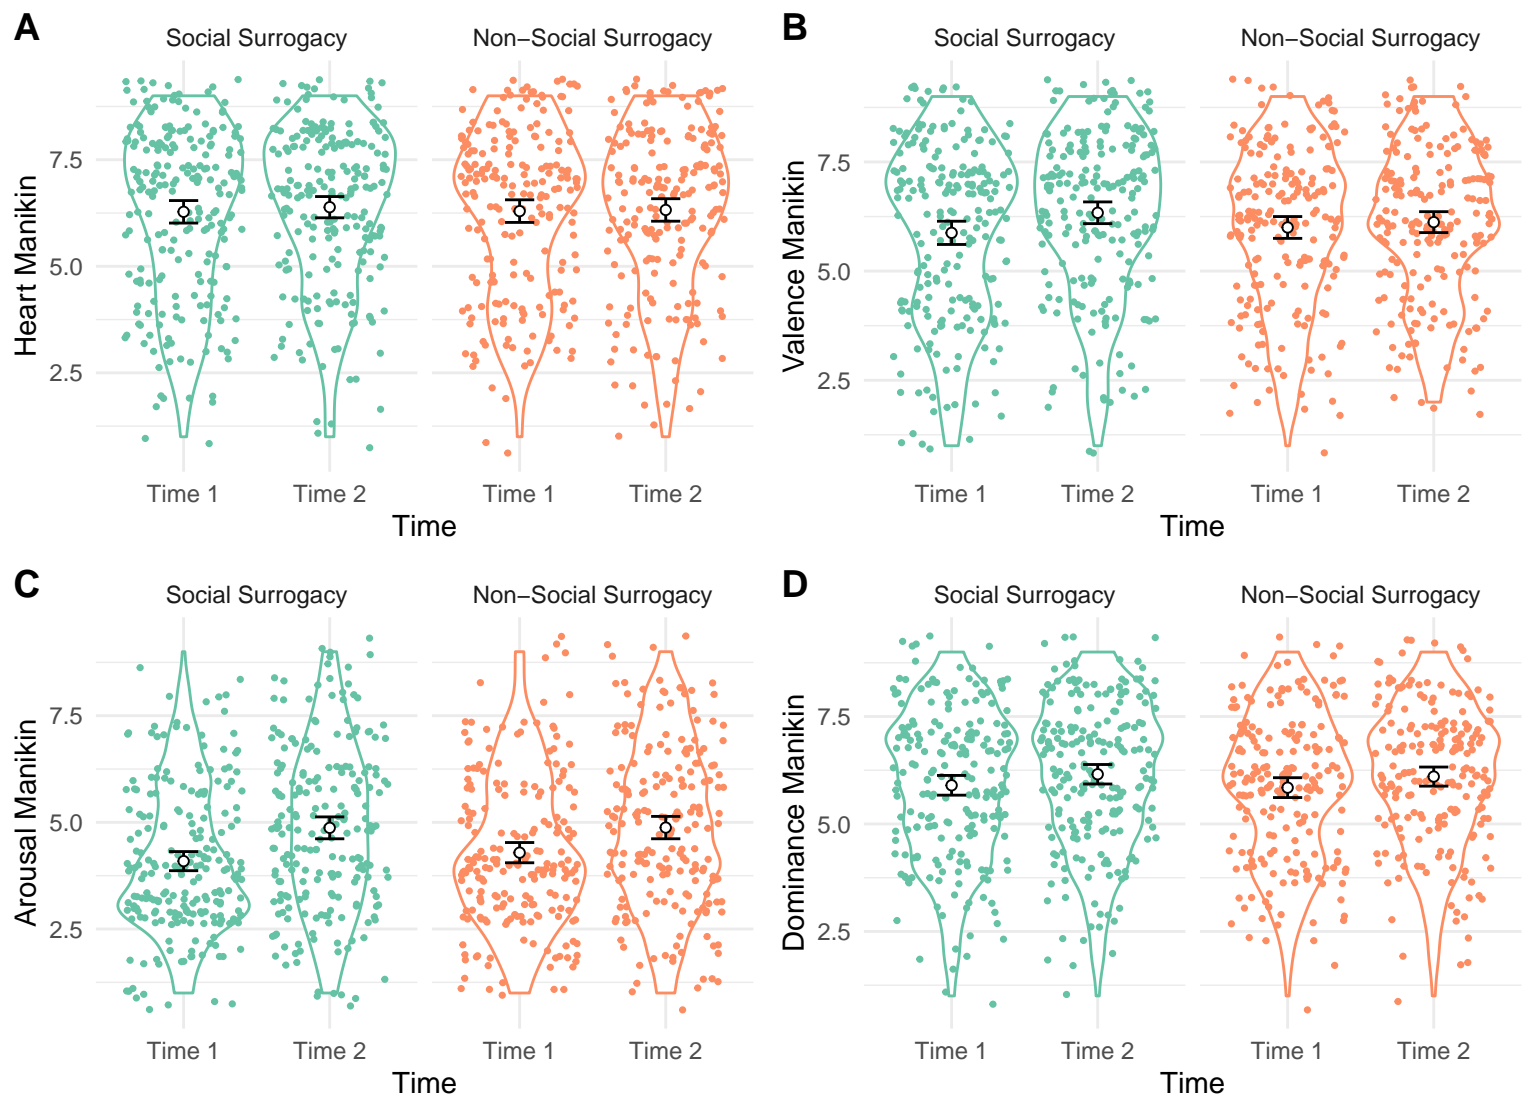 A
Social Surrogacy
Non−Social Surrogacy
Heart Manikin
7.5
5.0
2.5
Time 1
Time 2
Time 1
Time 2
Time
B
Social Surrogacy
Non−Social Surrogacy
Valence Manikin
7.5
5.0
2.5
Time 1
Time 2
Time 1
Time 2
Time
C
Social Surrogacy
Non−Social Surrogacy
Arousal Manikin
7.5
5.0
2.5
Time 1
Time 2
Time 1
Time 2
Time
D
Social Surrogacy
Non−Social Surrogacy
Dominance Manikin
7.5
5.0
2.5
Time 1
Time 2
Time 1
Time 2
Time